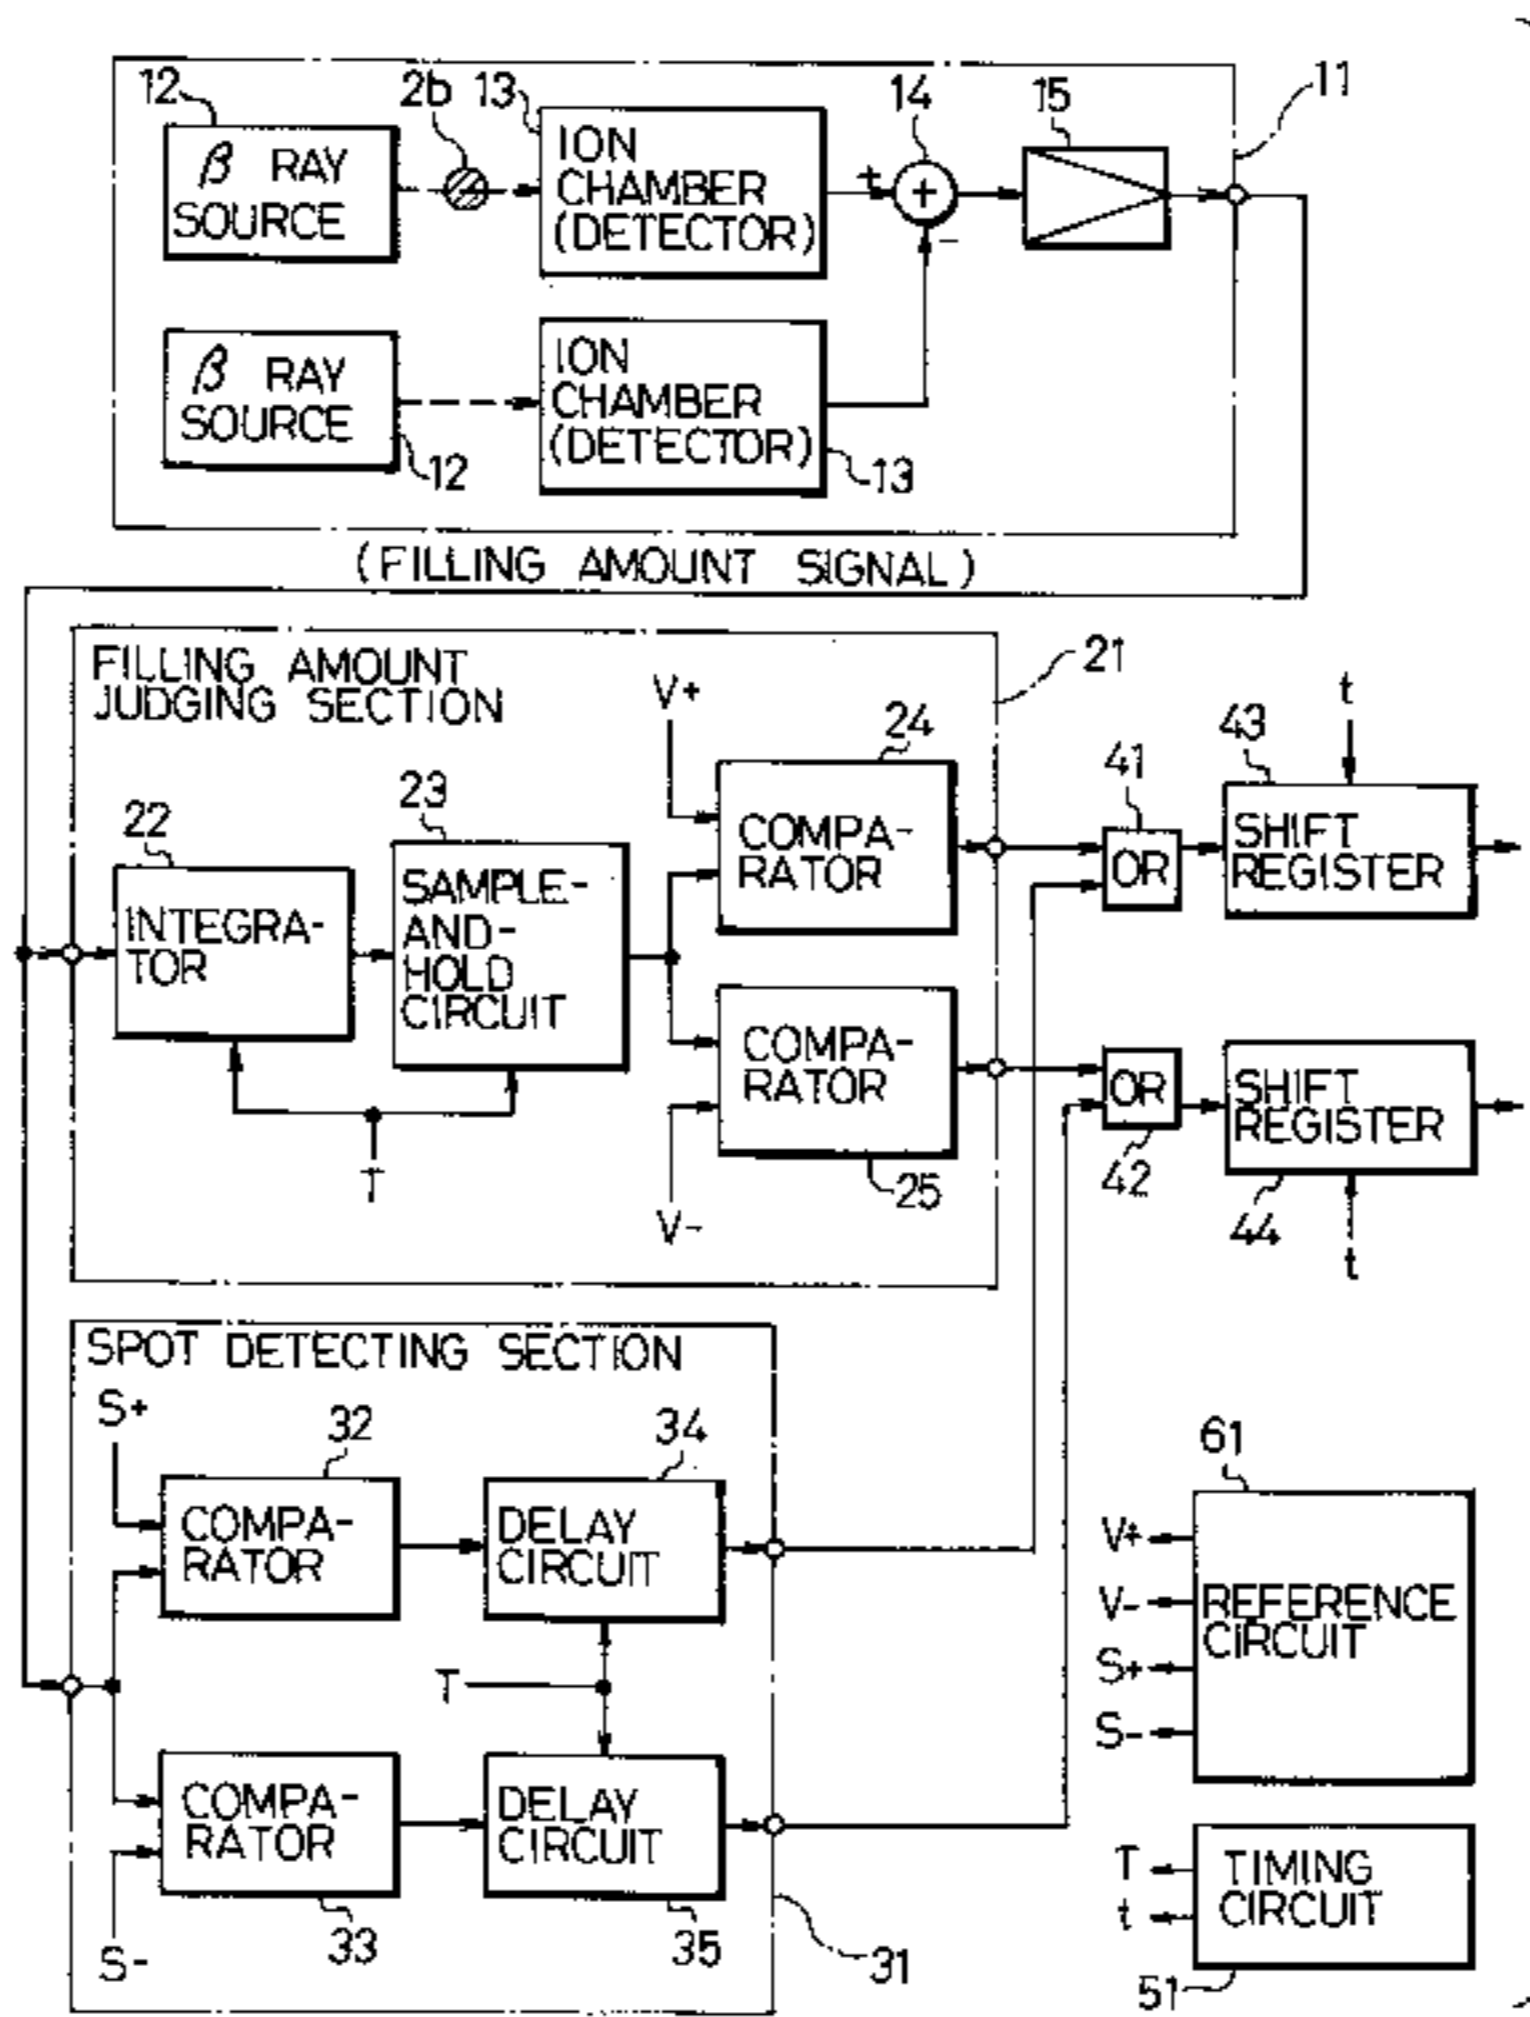 12
2b
13
14
15
11
β RAY
SOURCE
ION
CHAMBER
(DETECTOR)
+
+
-
β RAY
SOURCE
12
ION
CHAMBER
(DETECTOR)
13
(FILLING AMOUNT SIGNAL)
FILLING AMOUNT
JUDGING SECTION
21
V+
22
23
24
41
43
t
INTEGRA-
TOR
SAMPLE-
AND-
HOLD
CIRCUIT
COMPA-
RATOR
OR
SHIFT
REGISTER
COMPA-
RATOR
OR
SHIFT
REGISTER
T
V-
25
42
44
t
SPOT DETECTING SECTION
S+
32
34
COMPA-
RATOR
DELAY
CIRCUIT
T
COMPA-
RATOR
DELAY
CIRCUIT
S-
33
35
31
61
V+
V-
S+
S-
REFERENCE
CIRCUIT
T
t
TIMING
CIRCUIT
51